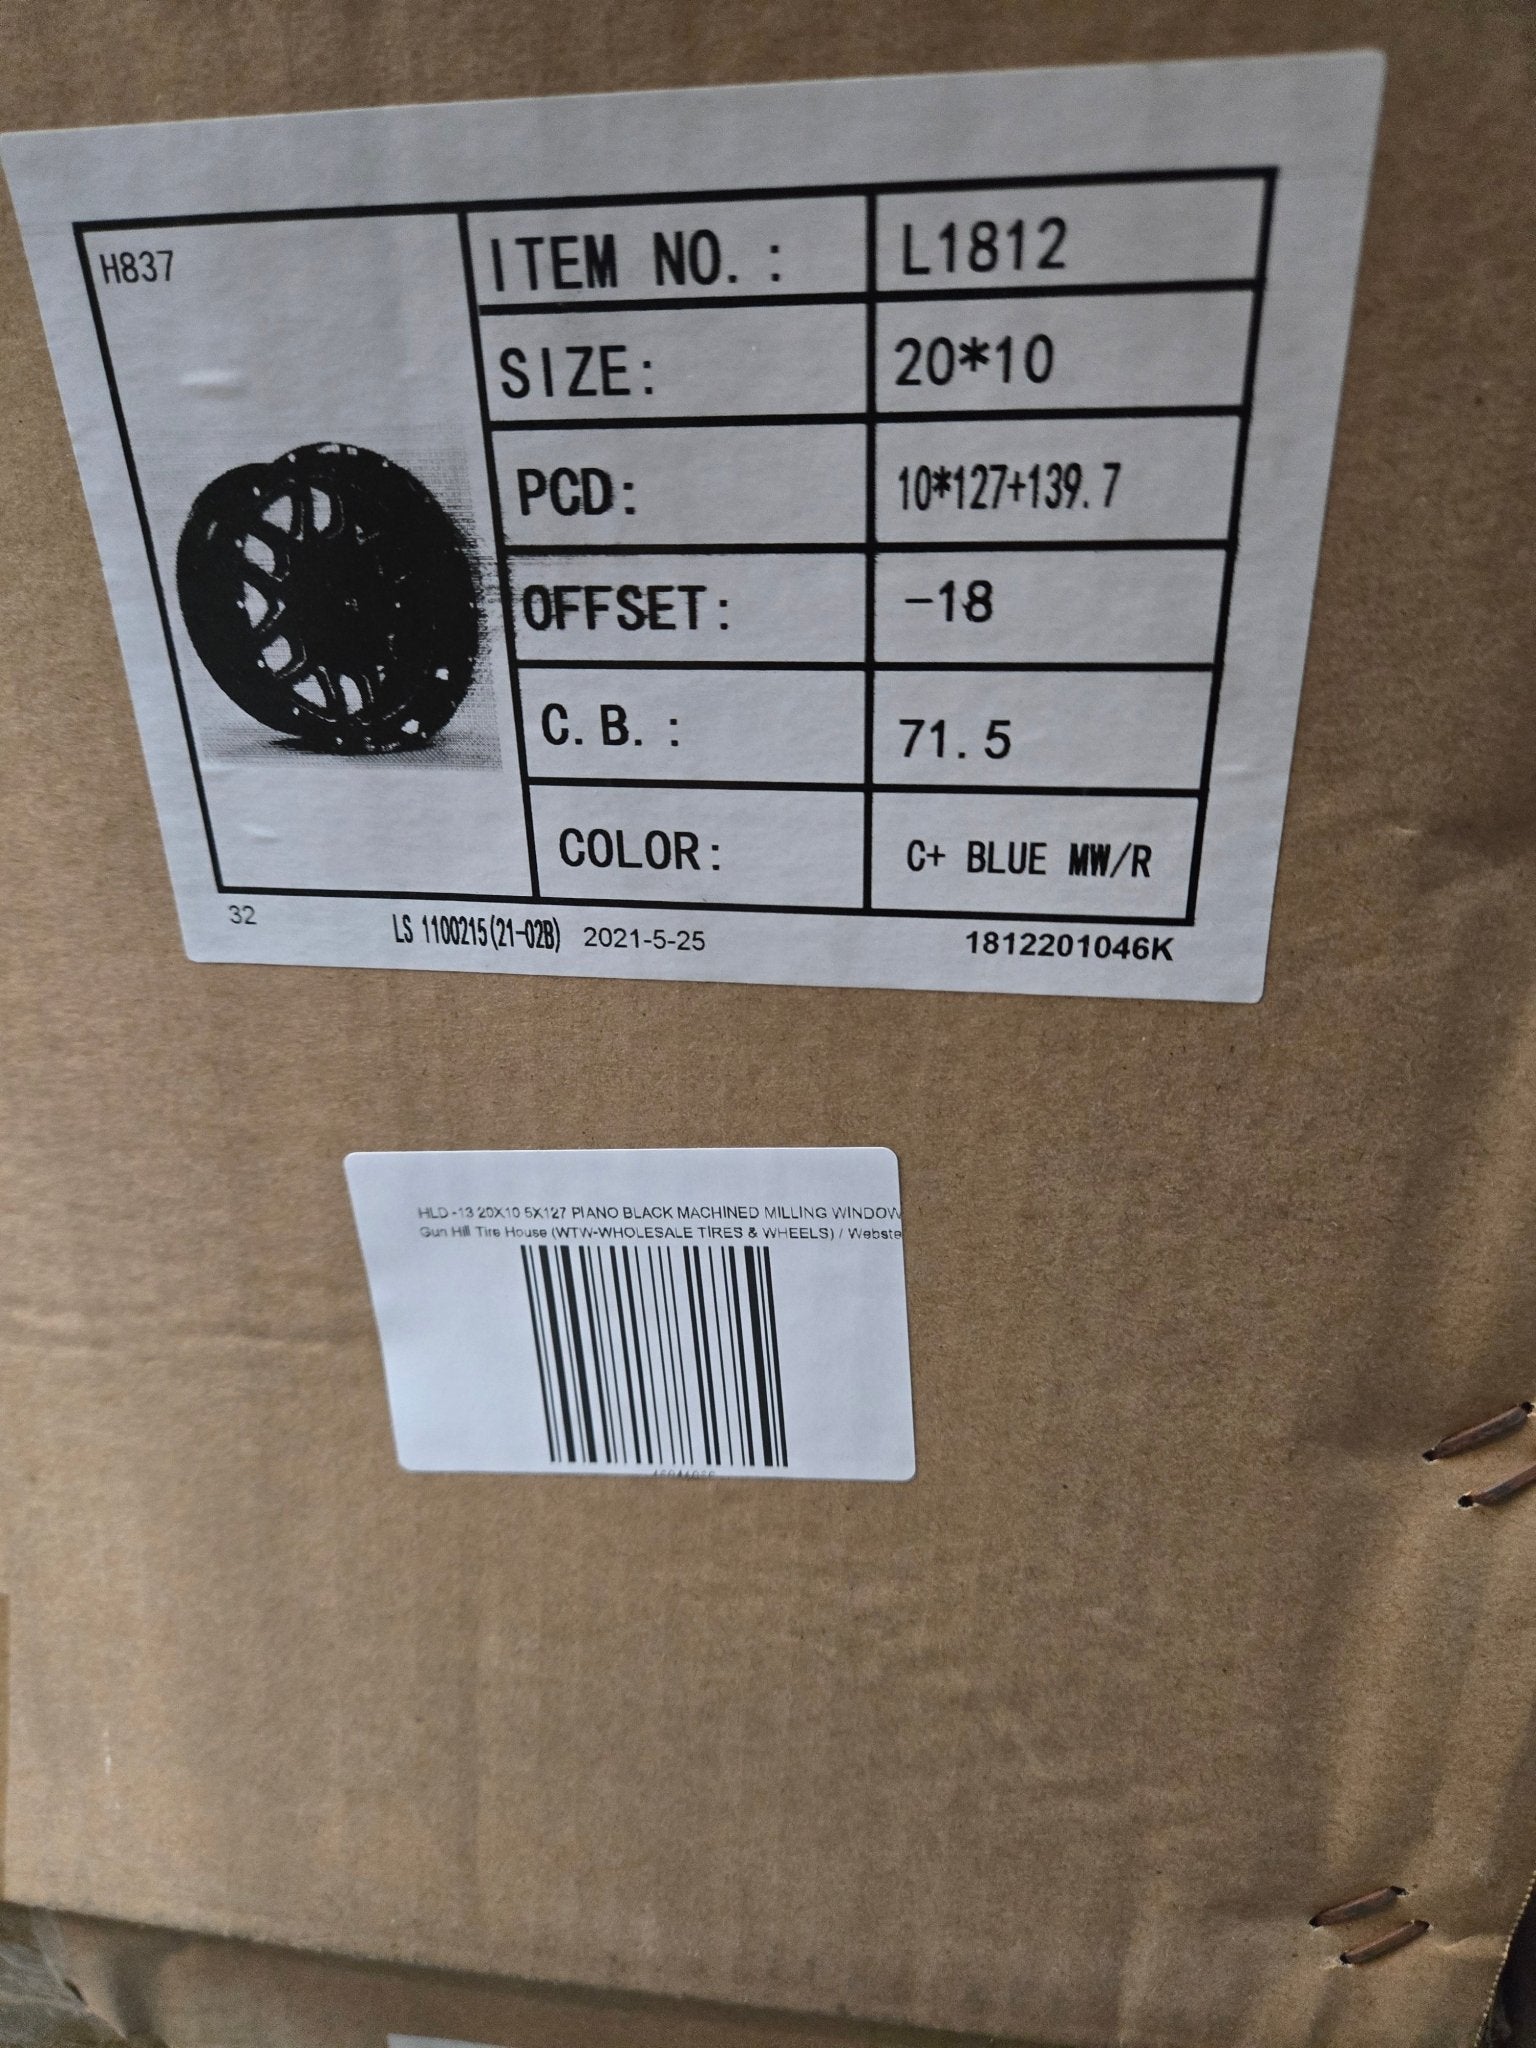 H837
ITEM NO.: L1812
SIZE: 20*10
PCD: 10*127+139.7
OFFSET: -18
C.B.: 71.5
COLOR: C+ BLUE MW/R
32 LS 1100215(21-02B) 2021-5-25 1812201046K
HLD -13 20X10 5X127 PIANO BLACK MACHINED MILLING WINDOW
Gun Hill Tire House (WTW-WHOLESALE TIRES & WHEELS) / Webste